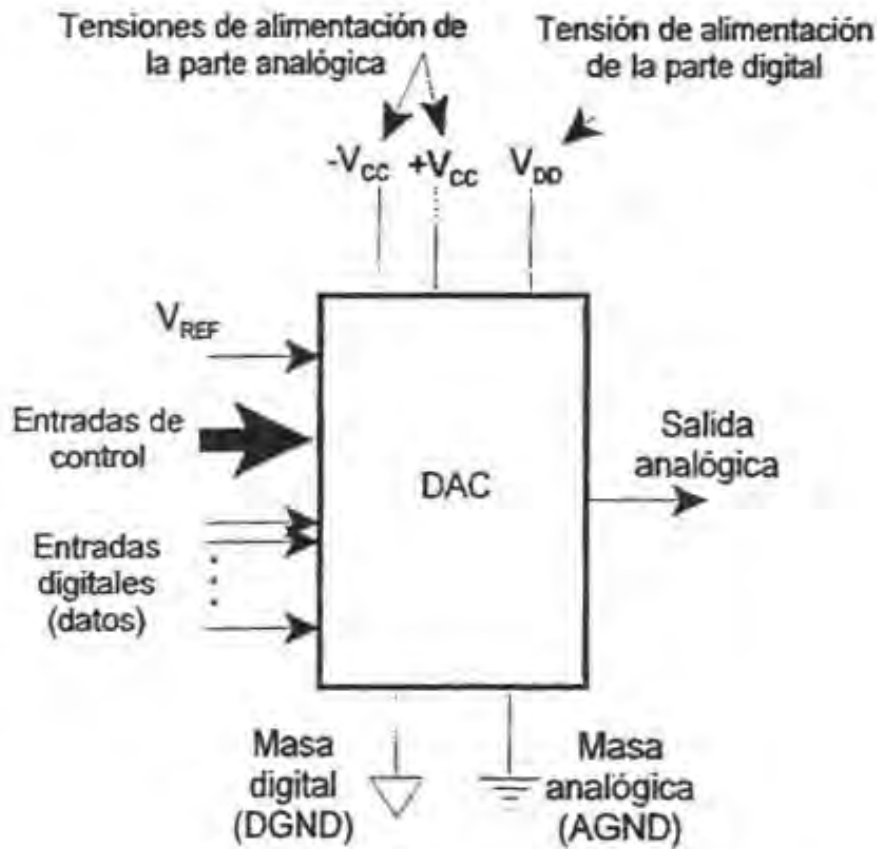 Tensiones de alimentación de
la parte analógica
Tensión de alimentación
de la parte digital
-VCC
+VCC
VDD
VREF
Entradas de
control
DAC
Salida
analógica
Entradas
digitales
(datos)
Masa
digital
(DGND)
Masa
analógica
(AGND)